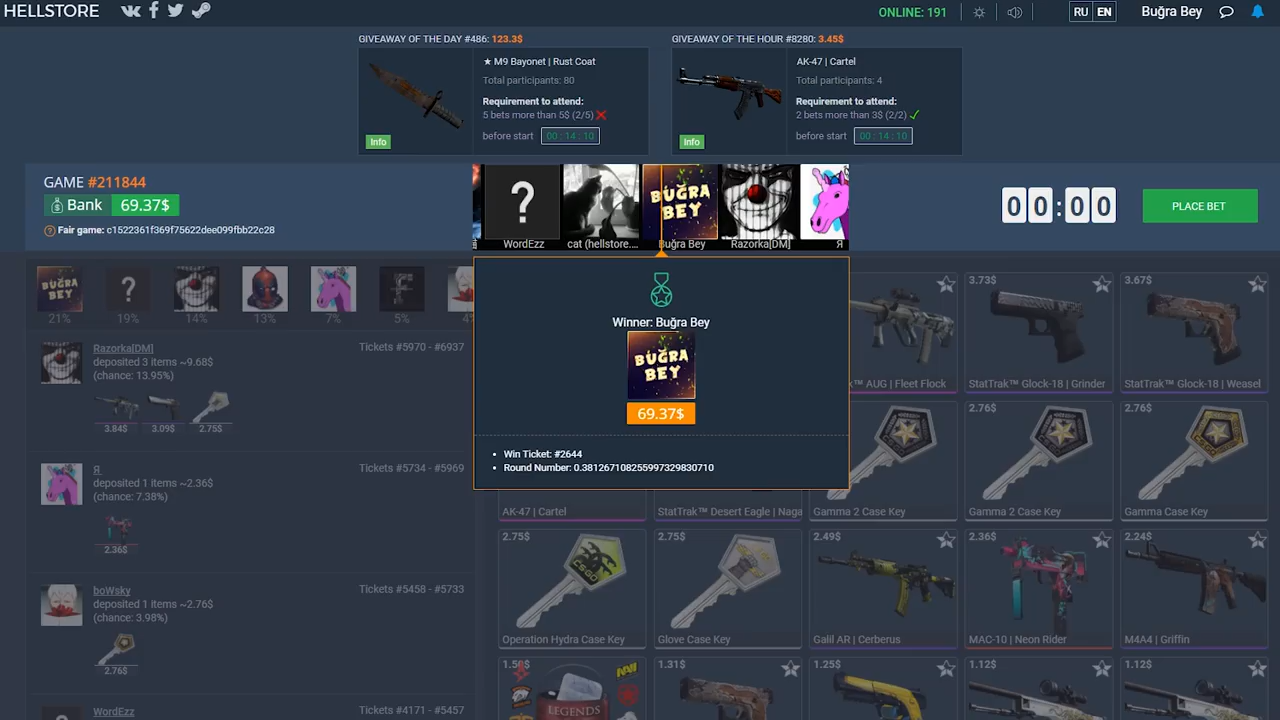 HELLSTORE
ONLINE: 191
RU EN
Buğra Bey
GIVEAWAY OF THE DAY #486: 123.3$
★ M9 Bayonet | Rust Coat
Total participants: 80
Requirement to attend:
5 bets more than 5$ (2/5)
before start 00:14:10
Info
GIVEAWAY OF THE HOUR #8280: 3.45$
AK-47 | Cartel
Total participants: 4
Requirement to attend:
2 bets more than 3$ (2/2)
before start 00:14:10
Info
GAME #211844
Bank 69.37$
Fair game: c1522361f369f75622dee099fbb22c28
?
BUĞRA
BEY
WordEzz
cat (hellstore....
Buğra Bey
Razorka[DM]
Я
00:00
PLACE BET
BUĞRA
BEY
?
21%
19%
14%
13%
7%
5%
4%
Winner: Buğra Bey
BUĞRA
BEY
69.37$
Win Ticket: #2644
Round Number: 0.381267108255997329830710
Razorka[DM]
deposited 3 items ~9.68$
(chance: 13.95%)
Tickets #5970 - #6937
3.84$
3.09$
2.75$
Я
deposited 1 items ~2.36$
(chance: 7.38%)
Tickets #5734 - #5969
2.36$
boWsky
deposited 1 items ~2.76$
(chance: 3.98%)
Tickets #5458 - #5733
2.76$
WordEzz
Tickets #4171 - #5457
3.73$
3.67$
™ AUG | Fleet Flock
StatTrak™ Glock-18 | Grinder
StatTrak™ Glock-18 | Weasel
2.76$
2.76$
AK-47 | Cartel
StatTrak™ Desert Eagle | Naga
Gamma 2 Case Key
Gamma 2 Case Key
Gamma Case Key
2.75$
2.75$
2.49$
2.36$
2.24$
CS:GO
Operation Hydra Case Key
Glove Case Key
Galil AR | Cerberus
MAC-10 | Neon Rider
M4A4 | Griffin
1.31$
1.25$
1.12$
1.12$
LEGENDS